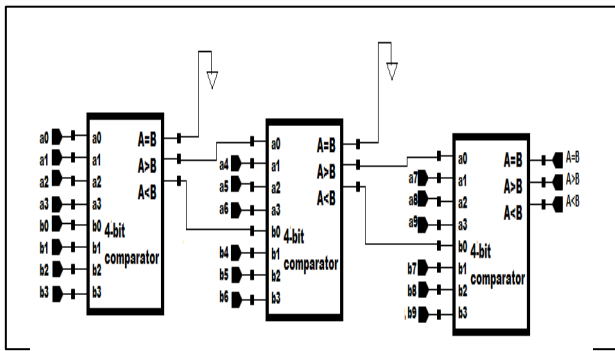 a0 a0 A=B
a1 a1 A>B
a2 a2 A<B
a3 a3
b0 b0 4-bit
b1 b1 comparator
b2 b2
b3 b3
a0 A=B
a4 a1 A>B
a5 a2 A<B
a6 a3
b0 4-bit
b4 b1 comparator
b5 b2
b6 b3
a0 A=B A=B
a7 a1 A>B A>B
a8 a2 A<B A<B
a9 a3
b0 4-bit
b7 b1 comparator
b8 b2
b9 b3